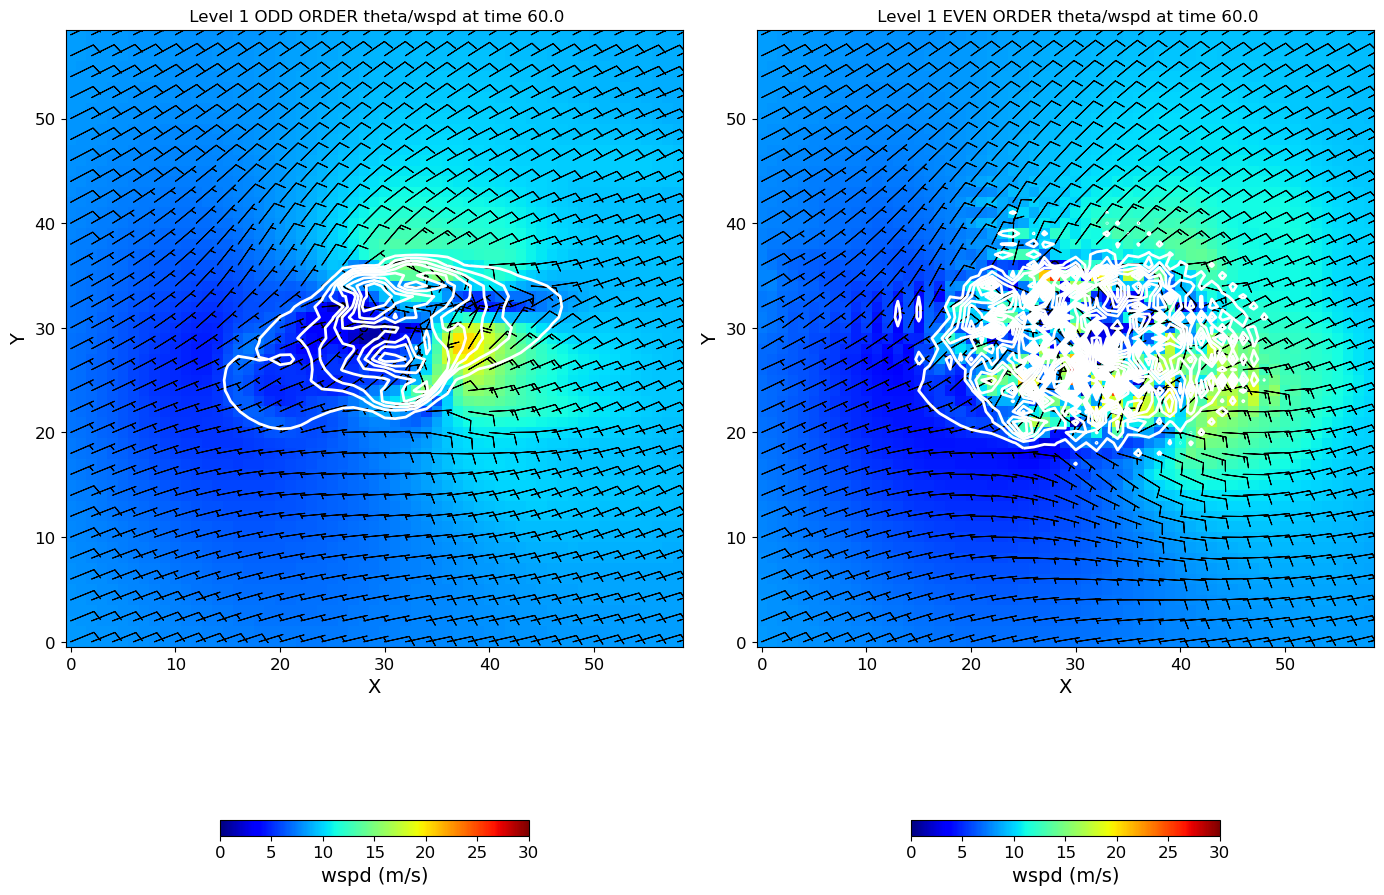 Level 1 ODD ORDER theta/wspd at time 60.0
Level 1 EVEN ORDER theta/wspd at time 60.0
Y
50
40
30
20
10
0
0 10 20 30 40 50
X
Y
50
40
30
20
10
0
0 10 20 30 40 50
X
0 5 10 15 20 25 30
wspd (m/s)
0 5 10 15 20 25 30
wspd (m/s)